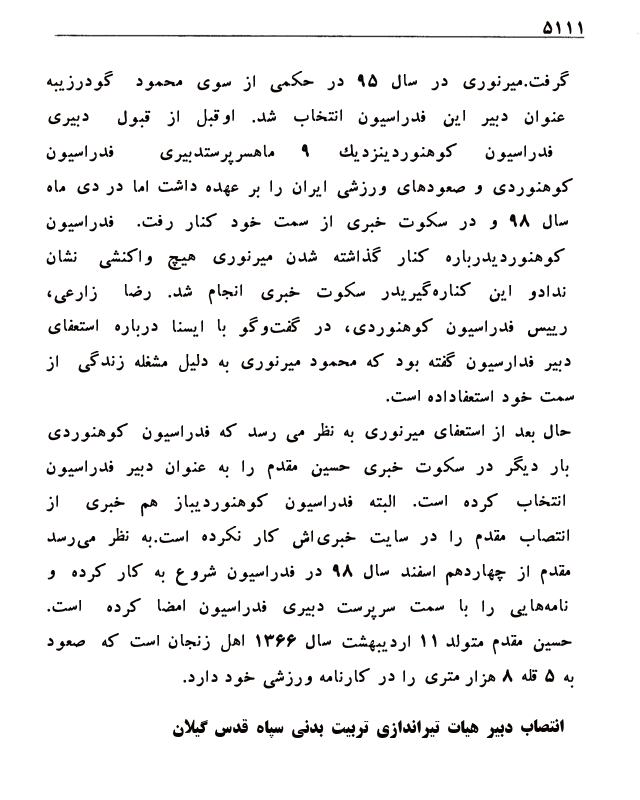 ۵۱۱۱
گرفت.میرنوری در سال ۹۵ در حکمی از سوی محمود گودرزیبه
عنوان دبیر این فدراسیون انتخاب شد. اوقبل از قبول دبیری
فدراسیون کوهنوردینزدیك ۹ ماهسرپرستدبیری فدراسیون
کوهنوردی و صعودهای ورزشی ایران را بر عهده داشت اما در دی ماه
سال ۹۸ و در سکوت خبری از سمت خود کنار رفت. فدراسیون
کوهنوردیدرباره کنار گذاشته شدن میرنوری هیچ واکنشی نشان
ندادو این کناره‌گیریدر سکوت خبری انجام شد. رضا زارعی،
رییس فدراسیون کوهنوردی، در گفت‌وگو با ایسنا درباره استعفای
دبیر فدارسیون گفته بود که محمود میرنوری به دلیل مشغله زندگی از
سمت خود استعفاداده است.
حال بعد از استعفای میرنوری به نظر می رسد که فدراسیون کوهنوردی
بار دیگر در سکوت خبری حسین مقدم را به عنوان دبیر فدراسیون
انتخاب کرده است. البته فدراسیون کوهنوردیباز هم خبری از
انتصاب مقدم را در سایت خبری‌اش کار نکرده است.به نظر می‌رسد
مقدم از چهاردهم اسفند سال ۹۸ در فدراسیون شروع به کار کرده و
نامه‌هایی را با سمت سرپرست دبیری فدراسیون امضا کرده است.
حسین مقدم متولد ۱۱ اردیبهشت سال ۱۳۶۶ اهل زنجان است که صعود
به ۵ قله ۸ هزار متری را در کارنامه ورزشی خود دارد.
انتصاب دبیر هیات تیراندازی تربیت بدنی سپاه قدس گیلان